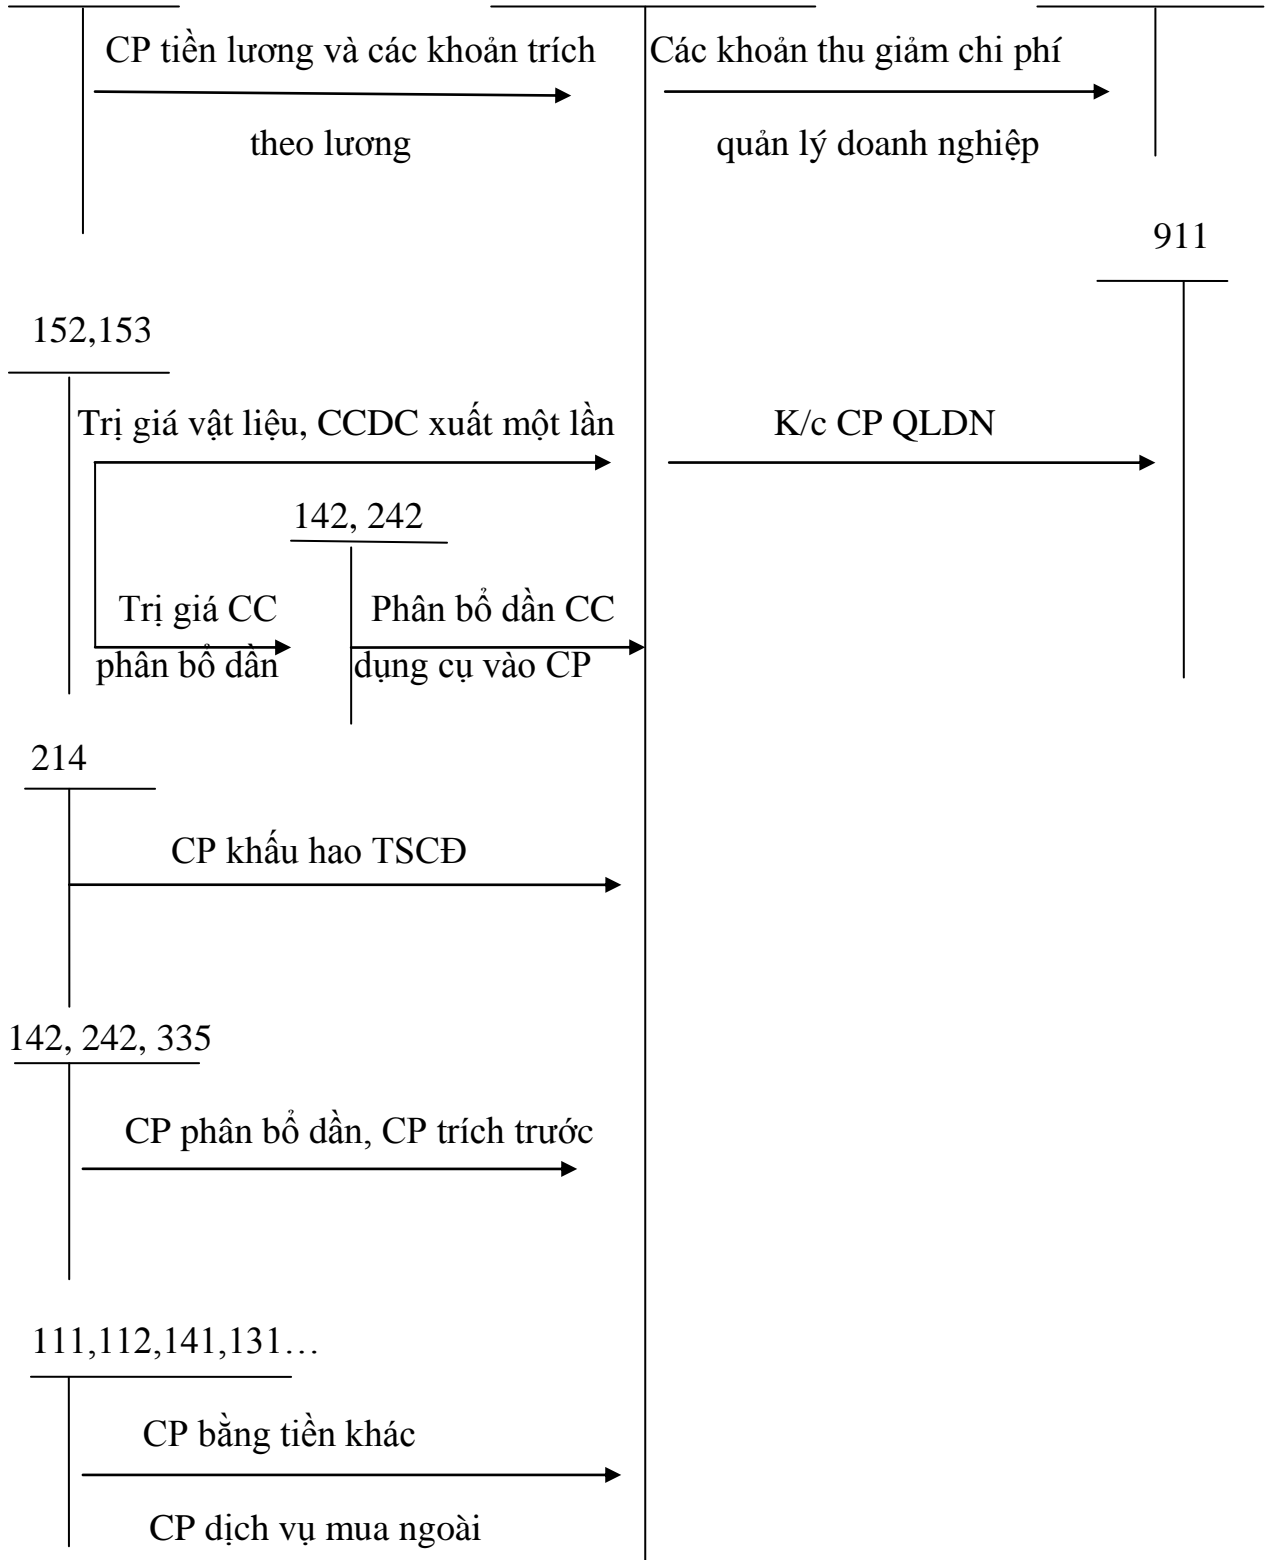 CP tiền lương và các khoản trích
theo lương
Các khoản thu giảm chi phí
quản lý doanh nghiệp
911
152,153
Trị giá vật liệu, CCDC xuất một lần
K/c CP QLDN
142, 242
Trị giá CC
phân bổ dần
Phân bổ dần CC
dụng cụ vào CP
214
CP khấu hao TSCĐ
142, 242, 335
CP phân bổ dần, CP trích trước
111,112,141,131…
CP bằng tiền khác
CP dịch vụ mua ngoài